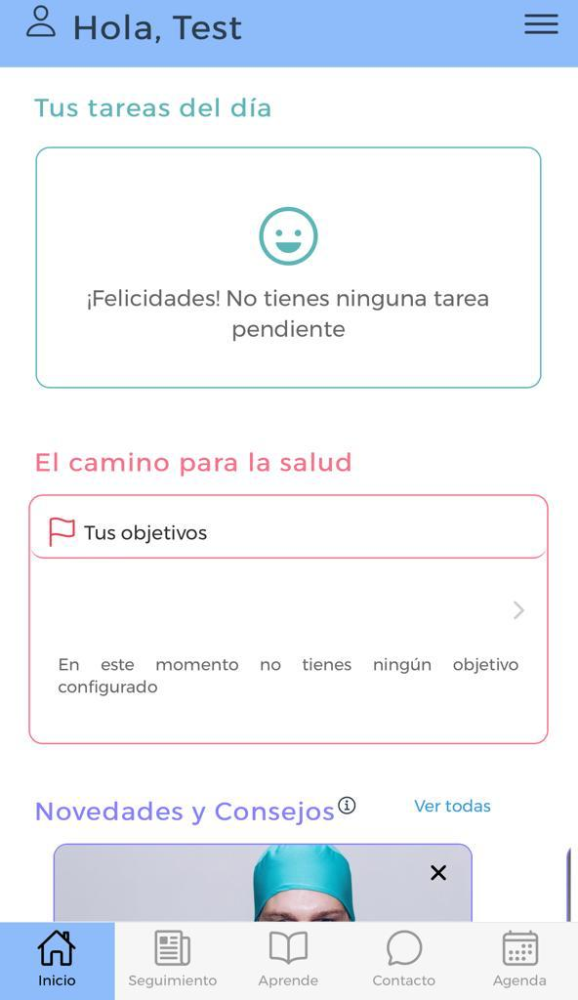 Hola, Test
Tus tareas del día
¡Felicidades! No tienes ninguna tarea
pendiente
El camino para la salud
Tus objetivos
En este momento no tienes ningún objetivo
configurado
Novedades y Consejos
Ver todas
Inicio
Seguimiento
Aprende
Contacto
Agenda